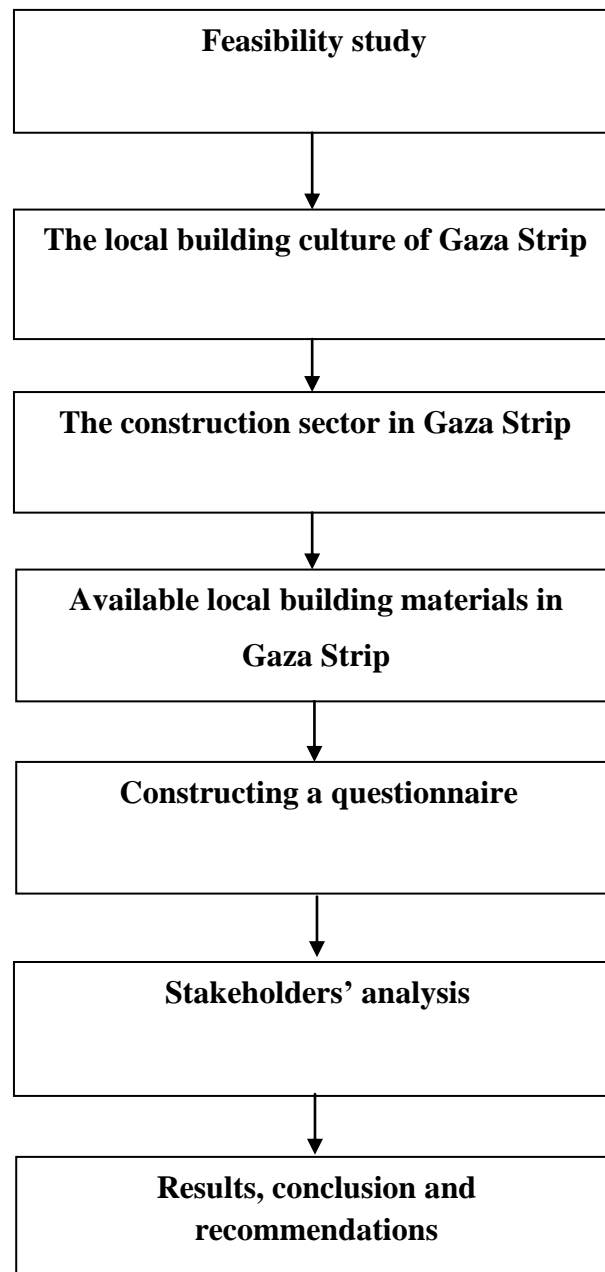 Feasibility study
The local building culture of Gaza Strip
The construction sector in Gaza Strip
Available local building materials in
Gaza Strip
Constructing a questionnaire
Stakeholders’ analysis
Results, conclusion and
recommendations